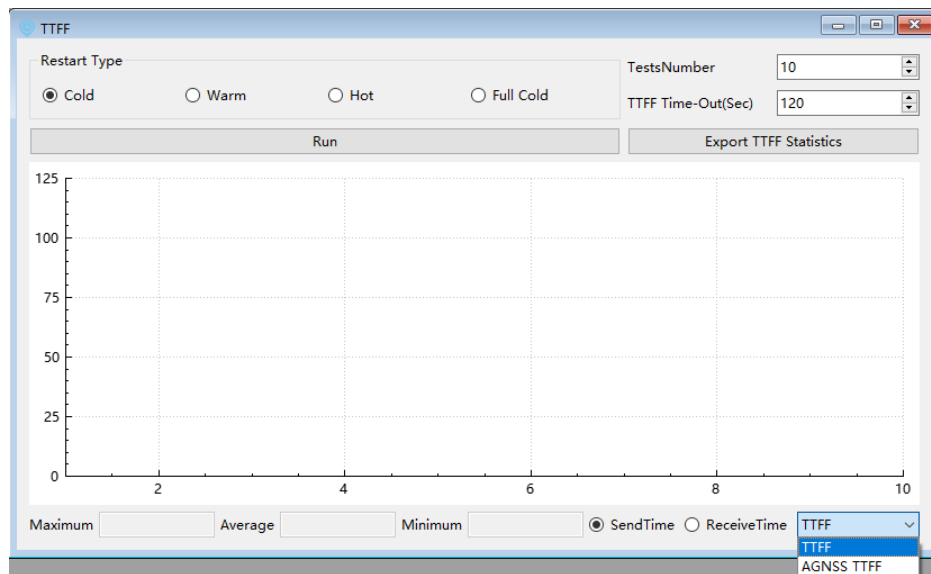 TTFF
Restart Type
Cold Warm Hot Full Cold
TestsNumber 10
TTFF Time-Out(Sec) 120
Run Export TTFF Statistics
125
100
75
50
25
0
2 4 6 8 10
Maximum Average Minimum SendTime ReceiveTime TTFF
TTFF
AGNSS TTFF